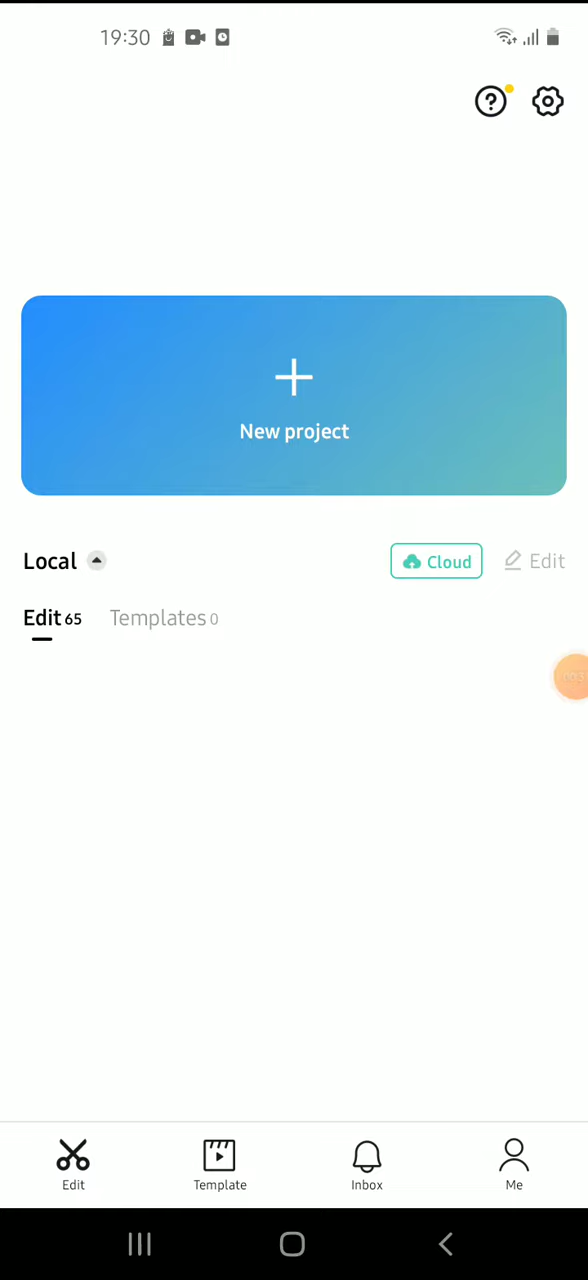 19:30
New project
Local
Cloud
Edit
Edit 65
Templates 0
Edit
Template
Inbox
Me